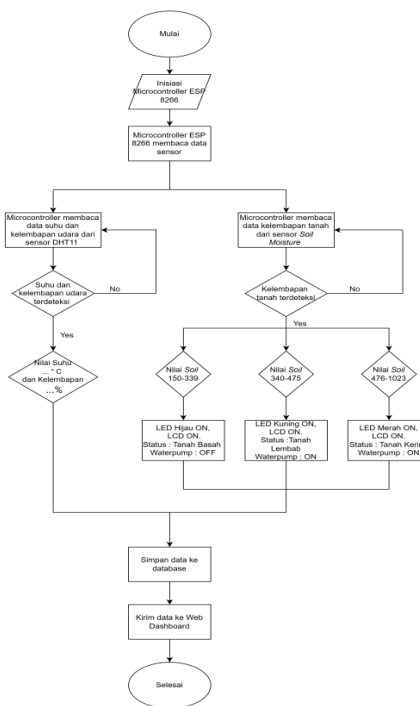 Mulai
Inisiasi
Microcontroller ESP
8266
Microcontroller ESP
8266 membaca data
sensor
Microcontroller membaca
data suhu dan
kelembapan udara dari
sensor DHT11
Microcontroller membaca
data kelembapan tanah
dari sensor Soil
Moisture
Suhu dan
kelembapan udara
terdeteksi
No
Kelembapan
tanah terdeteksi
No
Yes
Yes
Nilai Suhu
... ° C
dan Kelembapan
...%
Nilai Soil
150-339
Nilai Soil
340-475
Nilai Soil
476-1023
LED Hijau ON,
LCD ON.
Status : Tanah Basah
Waterpump : OFF
LED Kuning ON,
LCD ON.
Status :Tanah
Lembab
Waterpump : ON
LED Merah ON,
LCD ON.
Status : Tanah Kering
Waterpump : ON
Simpan data ke
database
Kirim data ke Web
Dashboard
Selesai